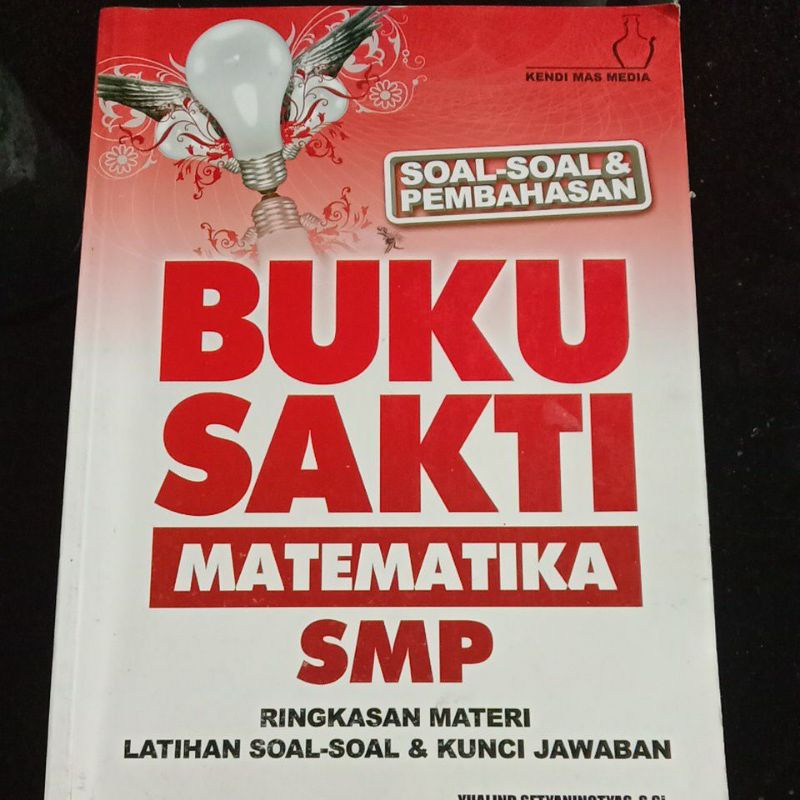 KENDI MAS MEDIA
SOAL-SOAL &
PEMBAHASAN
BUKU
SAKTI
MATEMATIKA
SMP
RINGKASAN MATERI
LATIHAN SOAL-SOAL & KUNCI JAWABAN